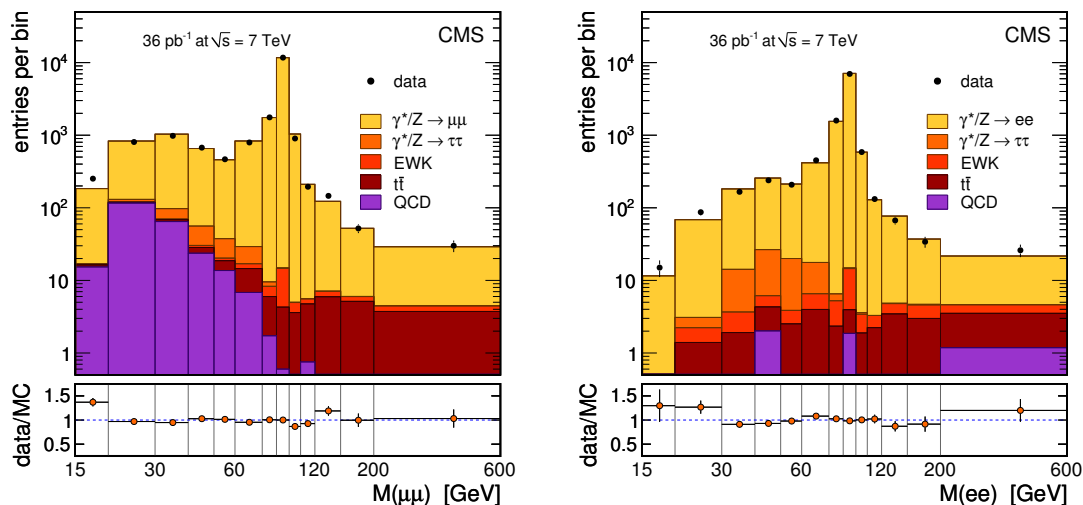 entries per bin
36 pb⁻¹ at √s = 7 TeV
CMS
data
γ*/Z → μμ
γ*/Z → ττ
EWK
tt̄
QCD
10⁴
10³
10²
10
1
data/MC
1.5
1
0.5
15 30 60 120 200 600
M(μμ) [GeV]
entries per bin
36 pb⁻¹ at √s = 7 TeV
CMS
data
γ*/Z → ee
γ*/Z → ττ
EWK
tt̄
QCD
10⁴
10³
10²
10
1
data/MC
1.5
1
0.5
15 30 60 120 200 600
M(ee) [GeV]